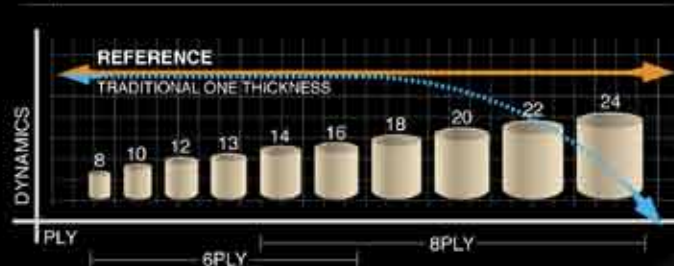 REFERENCE
TRADITIONAL ONE THICKNESS
8 10 12 13 14 16 18 20 22 24
DYNAMICS
PLY
6PLY
8PLY